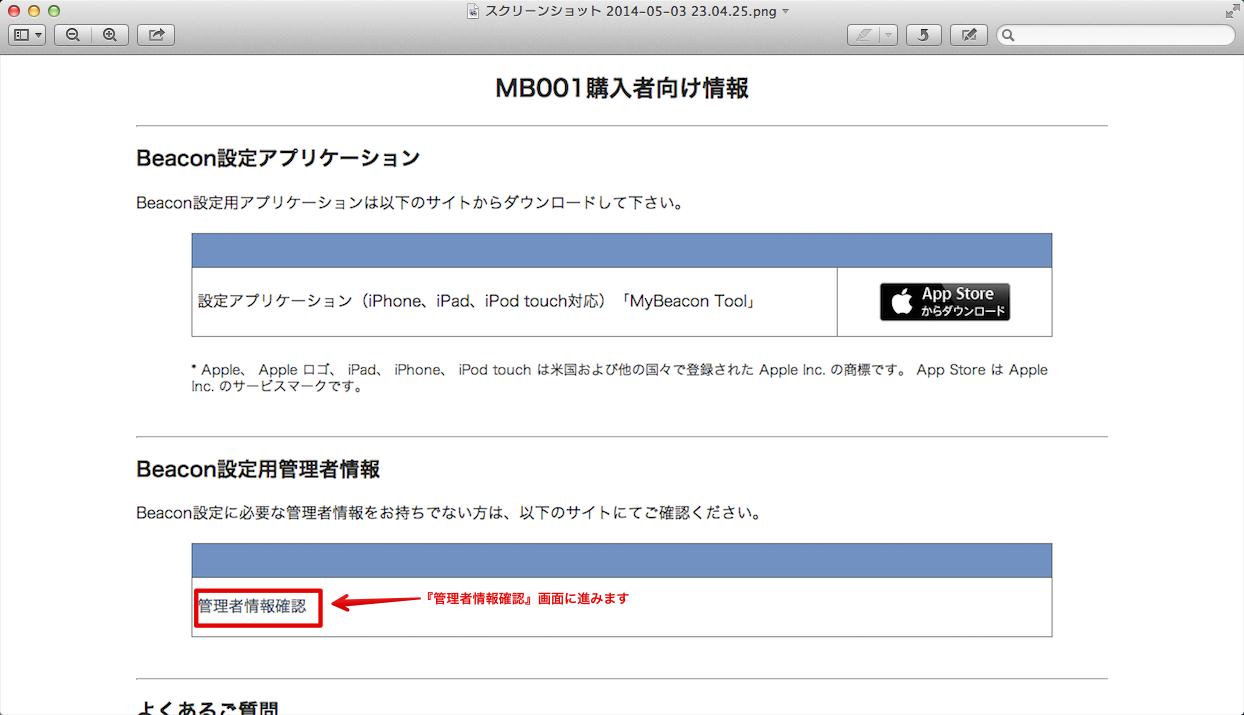 スクリーンショット 2014-05-03 23.04.25.png
MB001購入者向け情報
Beacon設定アプリケーション
Beacon設定用アプリケーションは以下のサイトからダウンロードして下さい。
設定アプリケーション（iPhone、iPad、iPod touch対応）「MyBeacon Tool」
App Store
からダウンロード
* Apple、 Apple ロゴ、 iPad、 iPhone、 iPod touch は米国および他の国々で登録された Apple Inc. の商標です。 App Store は Apple
Inc. のサービスマークです。
Beacon設定用管理者情報
Beacon設定に必要な管理者情報をお持ちでない方は、以下のサイトにてご確認ください。
管理者情報確認
『管理者情報確認』画面に進みます
よくあるご質問